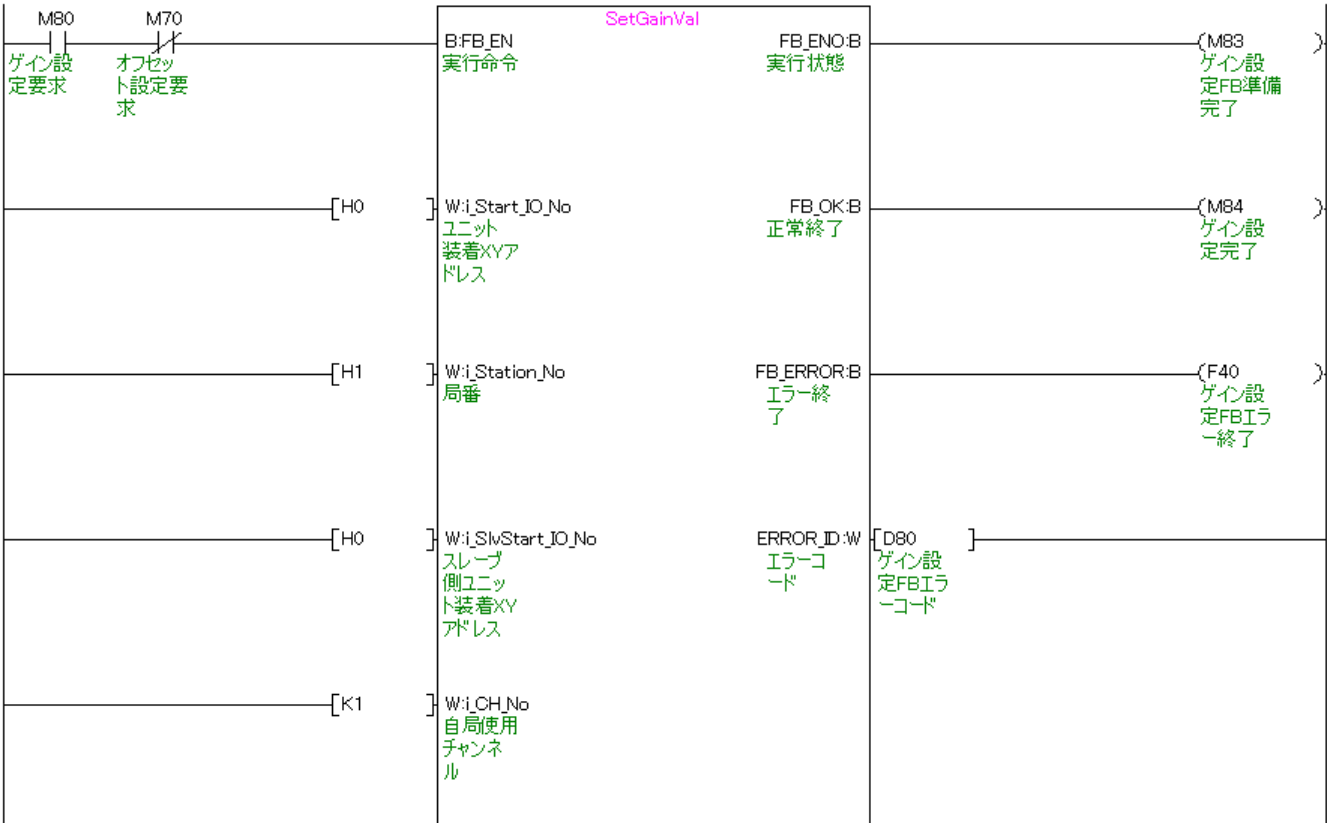 M80 M70 SetGainVal
B:FB_EN FB_ENO:B (M83 )
ゲイン設 オフセッ 実行命令 実行状態 ゲイン設
定要求 ト設定要 定FB準備
求 完了
[H0 ] W:i_Start_IO_No FB_OK:B (M84 )
ユニット 正常終了 ゲイン設
装着XYア 定完了
ドレス
[H1 ] W:i_Station_No FB_ERROR:B (F40 )
局番 エラー終 ゲイン設
了 定FBエラ
ー終了
[H0 ] W:i_SlvStart_IO_No ERROR_ID:W [D80 ]
スレーブ エラーコ ゲイン設
側ユニッ ード 定FBエラ
ト装着XY ーコード
アドレス
[K1 ] W:i_CH_No
自局使用
チャンネ
ル